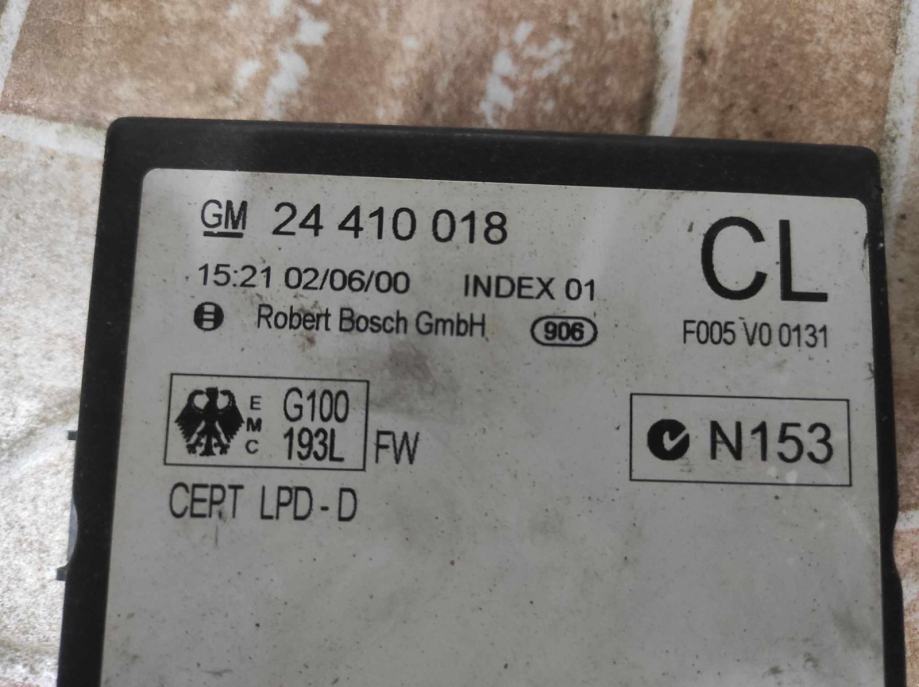 GM 24 410 018
CL
15:21 02/06/00 INDEX 01
Robert Bosch GmbH 906
F005 V0 0131
EMC G100
193L FW
N153
CEPT LPD-D